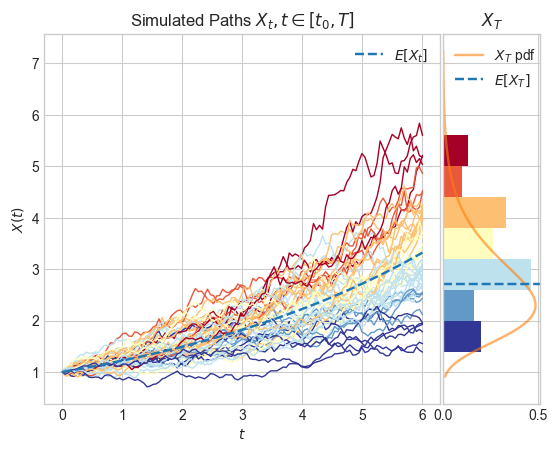 Simulated Paths $X_t, t \in [t_0, T]$
$X_T$
$E[X_t]$
$X_T$ pdf
$E[X_T]$
7
6
5
4
3
2
1
X(t)
0 1 2 3 4 5 6 0.0 0.5
t